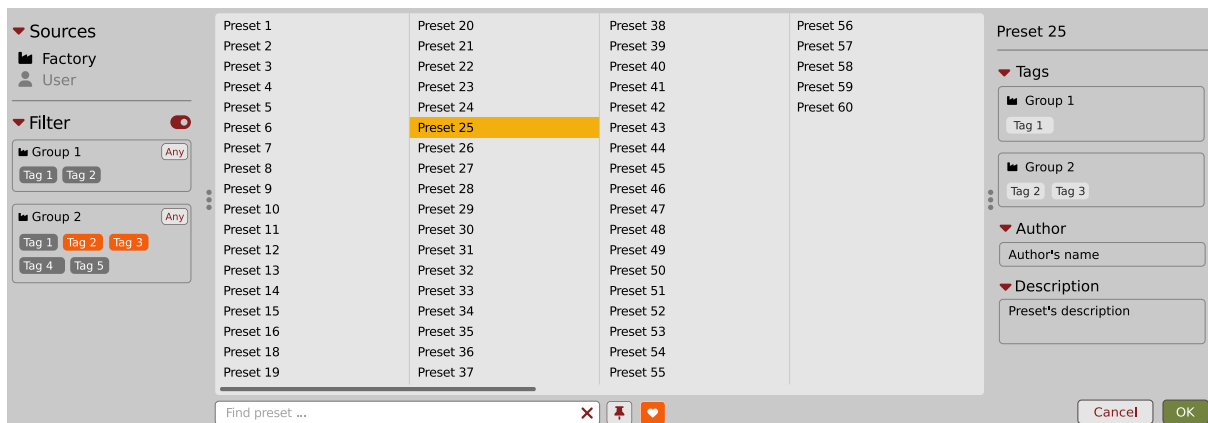 Sources
Factory
User
Filter
Group 1 Any
Tag 1 Tag 2
Group 2 Any
Tag 1 Tag 2 Tag 3
Tag 4 Tag 5
Preset 1
Preset 2
Preset 3
Preset 4
Preset 5
Preset 6
Preset 7
Preset 8
Preset 9
Preset 10
Preset 11
Preset 12
Preset 13
Preset 14
Preset 15
Preset 16
Preset 18
Preset 19
Preset 20
Preset 21
Preset 22
Preset 23
Preset 24
Preset 25
Preset 26
Preset 27
Preset 28
Preset 29
Preset 30
Preset 31
Preset 32
Preset 33
Preset 34
Preset 35
Preset 36
Preset 37
Preset 38
Preset 39
Preset 40
Preset 41
Preset 42
Preset 43
Preset 44
Preset 45
Preset 46
Preset 47
Preset 48
Preset 49
Preset 50
Preset 51
Preset 52
Preset 53
Preset 54
Preset 55
Preset 56
Preset 57
Preset 58
Preset 59
Preset 60
Find preset ...
Preset 25
Tags
Group 1
Tag 1
Group 2
Tag 2 Tag 3
Author
Author's name
Description
Preset's description
Cancel OK